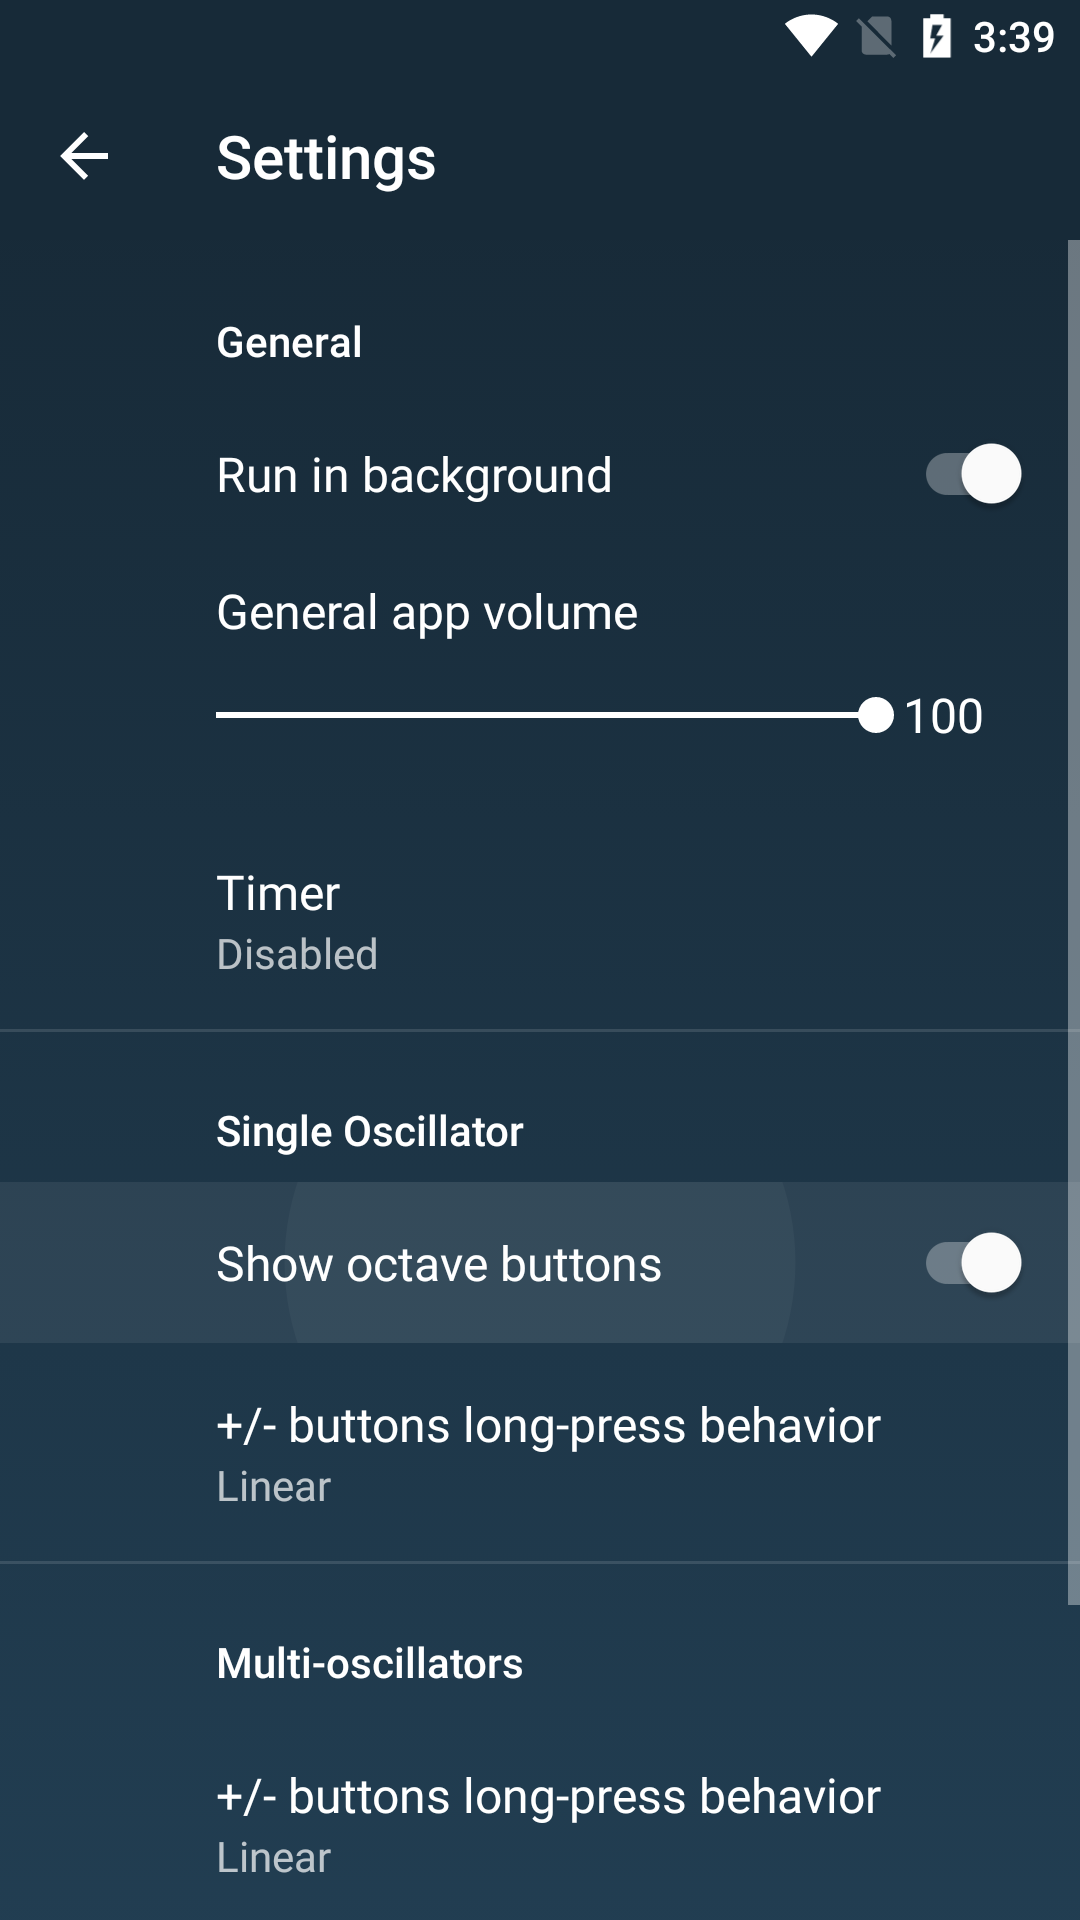 3:39
Settings
General
Run in background
General app volume
100
Timer
Disabled
Single Oscillator
Show octave buttons
+/- buttons long-press behavior
Linear
Multi-oscillators
+/- buttons long-press behavior
Linear